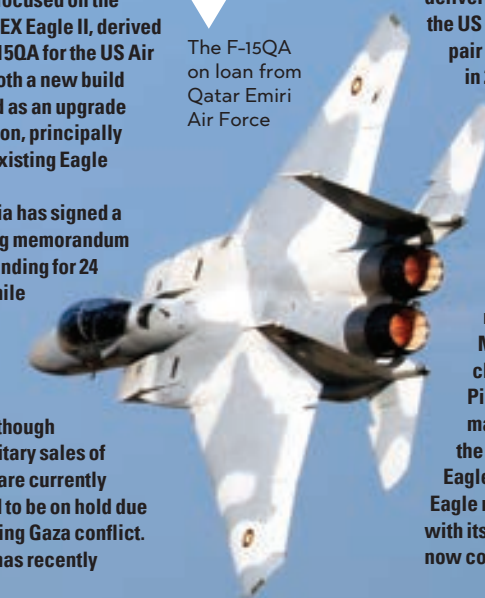 focused on the
EX Eagle II, derived
15QA for the US Air
oth a new build
d as an upgrade
on, principally
xisting Eagle
ia has signed a
g memorandum
nding for 24
hile
though
itary sales of
are currently
d to be on hold due
ing Gaza conflict.
has recently
The F-15QA
on loan from
Qatar Emiri
Air Force
deliver
the US
pair
in
M
cl
Pi
ma
the
Eagle
Eagle
with its
now co